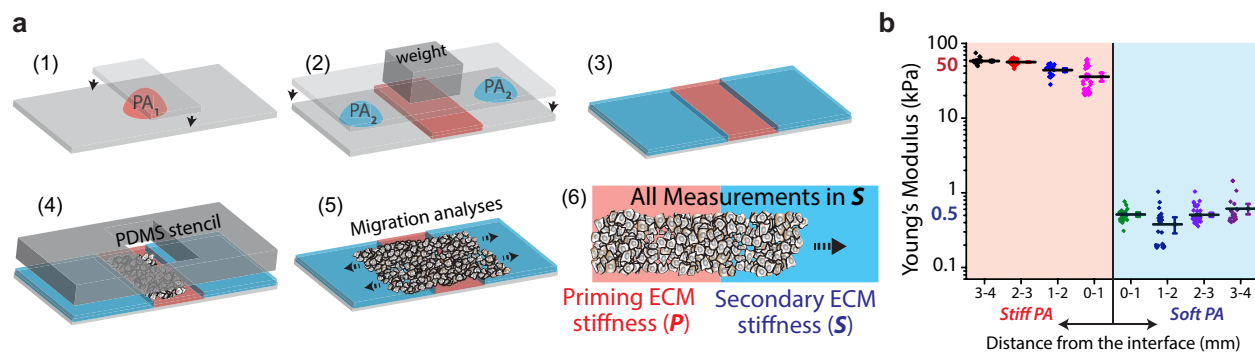 a
(1)
PA1
(2)
weight
PA2
PA2
(3)
(4)
PDMS stencil
(5)
Migration analyses
(6)
All Measurements in S
Priming ECM
stiffness (P)
Secondary ECM
stiffness (S)
b
Young's Modulus (kPa)
100
50
10
1
0.5
0.1
3-4 2-3 1-2 0-1 0-1 1-2 2-3 3-4
Stiff PA Soft PA
Distance from the interface (mm)